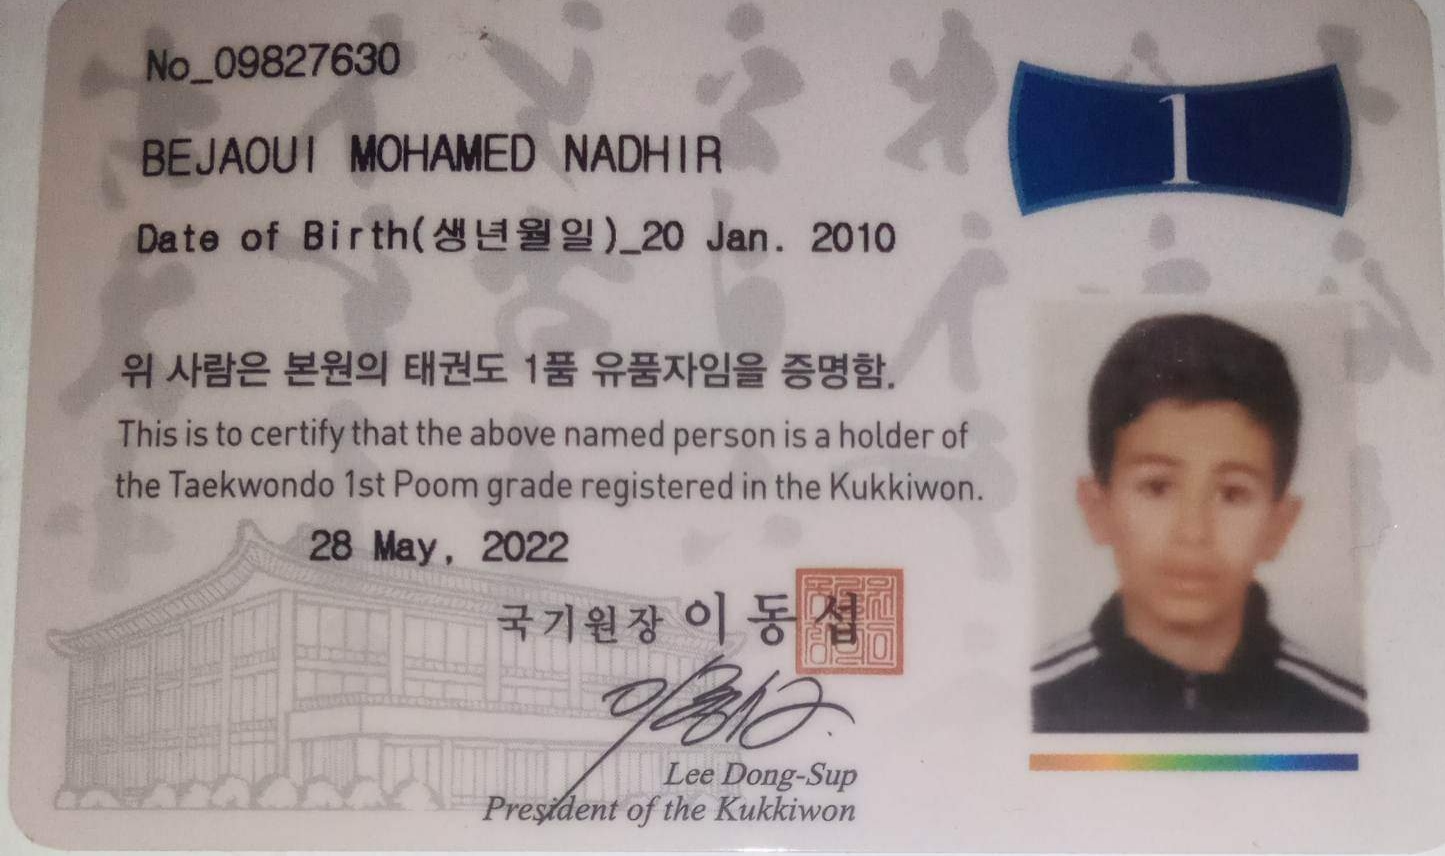 No_09827630
1
BEJAOUI MOHAMED NADHIR
Date of Birth(생년월일)_20 Jan. 2010
위 사람은 본원의 태권도 1품 유품자임을 증명함.
This is to certify that the above named person is a holder of
the Taekwondo 1st Poom grade registered in the Kukkiwon.
28 May, 2022
국기원장 이동섭
Lee Dong-Sup
President of the Kukkiwon